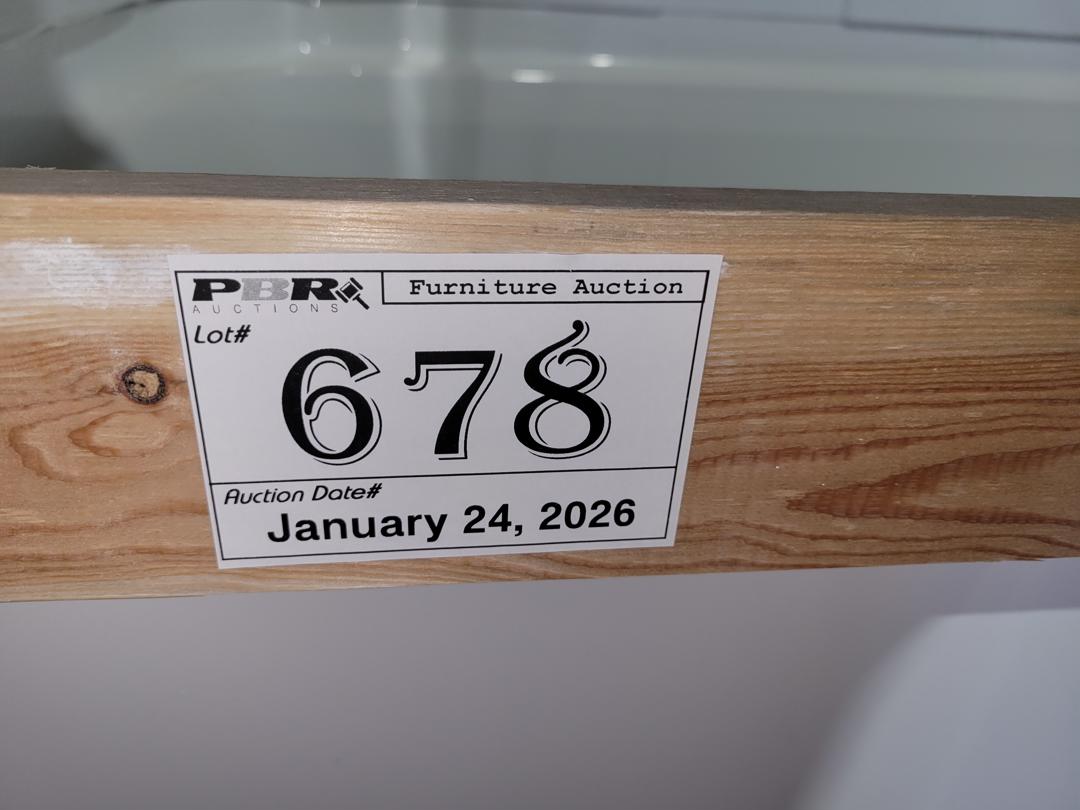 PBR
AUCTIONS
Furniture Auction
Lot#
678
Auction Date#
January 24, 2026